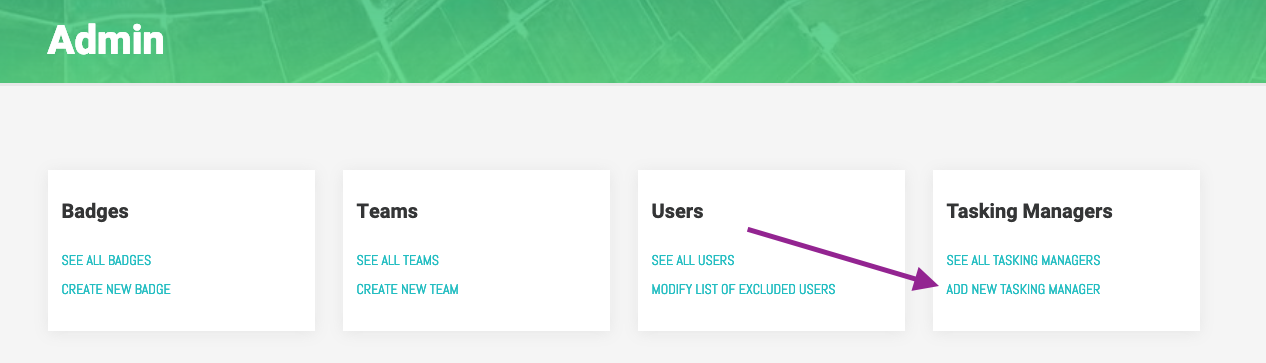 Admin
Badges
SEE ALL BADGES
CREATE NEW BADGE
Teams
SEE ALL TEAMS
CREATE NEW TEAM
Users
SEE ALL USERS
MODIFY LIST OF EXCLUDED USERS
Tasking Managers
SEE ALL TASKING MANAGERS
ADD NEW TASKING MANAGER